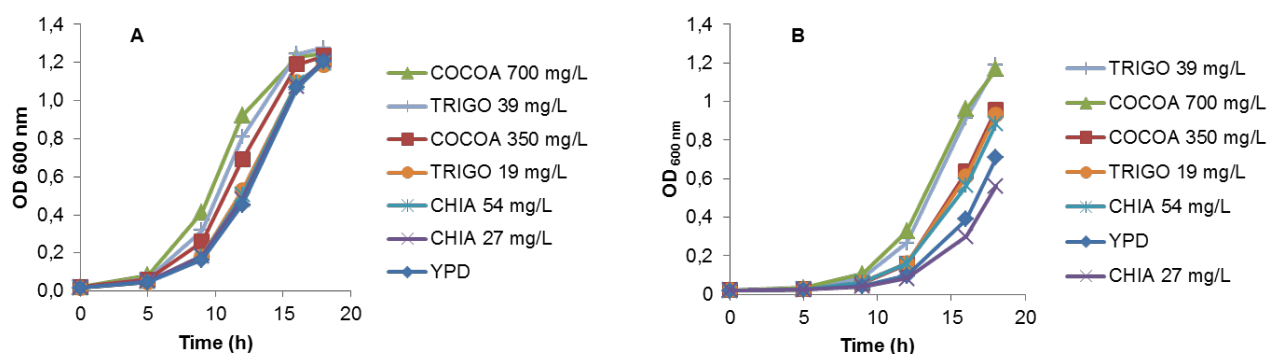 A
OD 600 nm
1,4
1,2
1,0
0,8
0,6
0,4
0,2
0,0
0 5 10 15 20
Time (h)
COCOA 700 mg/L
TRIGO 39 mg/L
COCOA 350 mg/L
TRIGO 19 mg/L
CHIA 54 mg/L
CHIA 27 mg/L
YPD
B
OD 600 nm
1,4
1,2
1
0,8
0,6
0,4
0,2
0
0 5 10 15 20
Time (h)
TRIGO 39 mg/L
COCOA 700 mg/L
COCOA 350 mg/L
TRIGO 19 mg/L
CHIA 54 mg/L
YPD
CHIA 27 mg/L